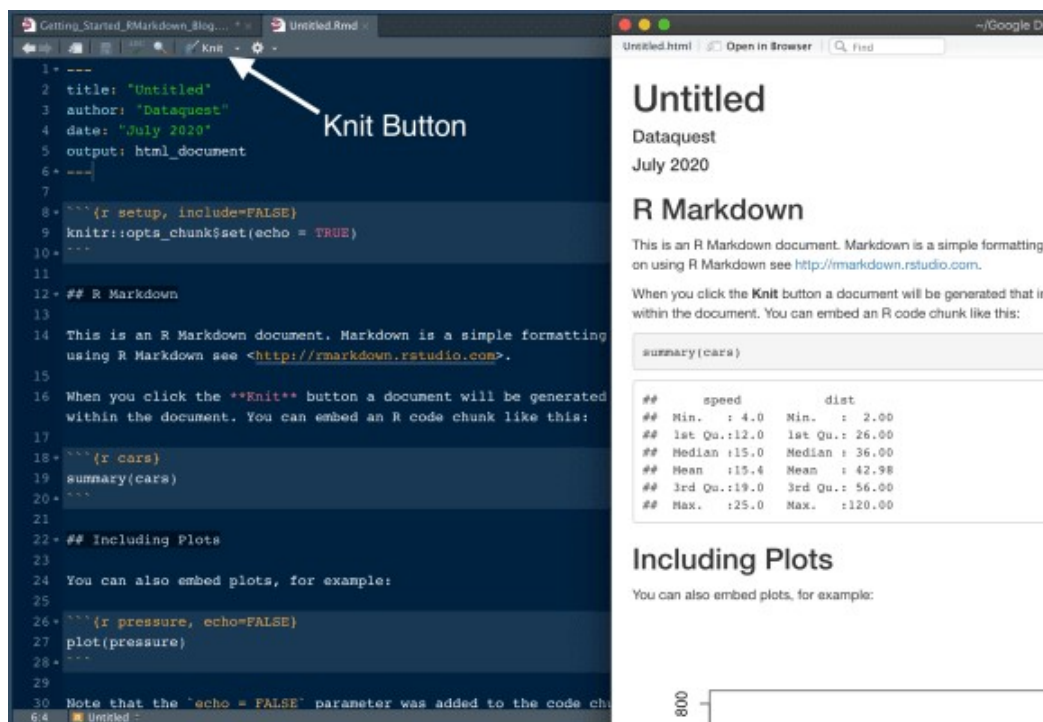 Getting_Started_RMarkdown_Blog.... * × Untitled.Rmd ×
Knit
1 ---
2 title: "Untitled"
3 author: "Dataquest"
4 date: "July 2020"
5 output: html_document
6 ---
7
8 ```{r setup, include=FALSE}
9 knitr::opts_chunk$set(echo = TRUE)
10 ```
11
12 ## R Markdown
13
14 This is an R Markdown document. Markdown is a simple formatting
using R Markdown see <http://rmarkdown.rstudio.com>.
15
16 When you click the **Knit** button a document will be generated
within the document. You can embed an R code chunk like this:
17
18 ```{r cars}
19 summary(cars)
20 ```
21
22 ## Including Plots
23
24 You can also embed plots, for example:
25
26 ```{r pressure, echo=FALSE}
27 plot(pressure)
28 ```
29
30 Note that the `echo = FALSE` parameter was added to the code ch
6:4 Untitled
Knit Button
~/Google D
Untitled.html Open in Browser Find
Untitled
Dataquest
July 2020
R Markdown
This is an R Markdown document. Markdown is a simple formatting
on using R Markdown see http://rmarkdown.rstudio.com.
When you click the Knit button a document will be generated that in
within the document. You can embed an R code chunk like this:
summary(cars)
## speed dist
## Min. : 4.0 Min. : 2.00
## 1st Qu.:12.0 1st Qu.: 26.00
## Median :15.0 Median : 36.00
## Mean :15.4 Mean : 42.98
## 3rd Qu.:19.0 3rd Qu.: 56.00
## Max. :25.0 Max. :120.00
Including Plots
You can also embed plots, for example:
800